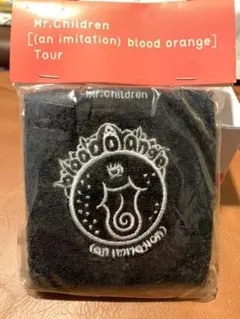 Mr.Children
[(an imitation) blood orange]
Tour
Mr.Children
blood orange
(an imitation)